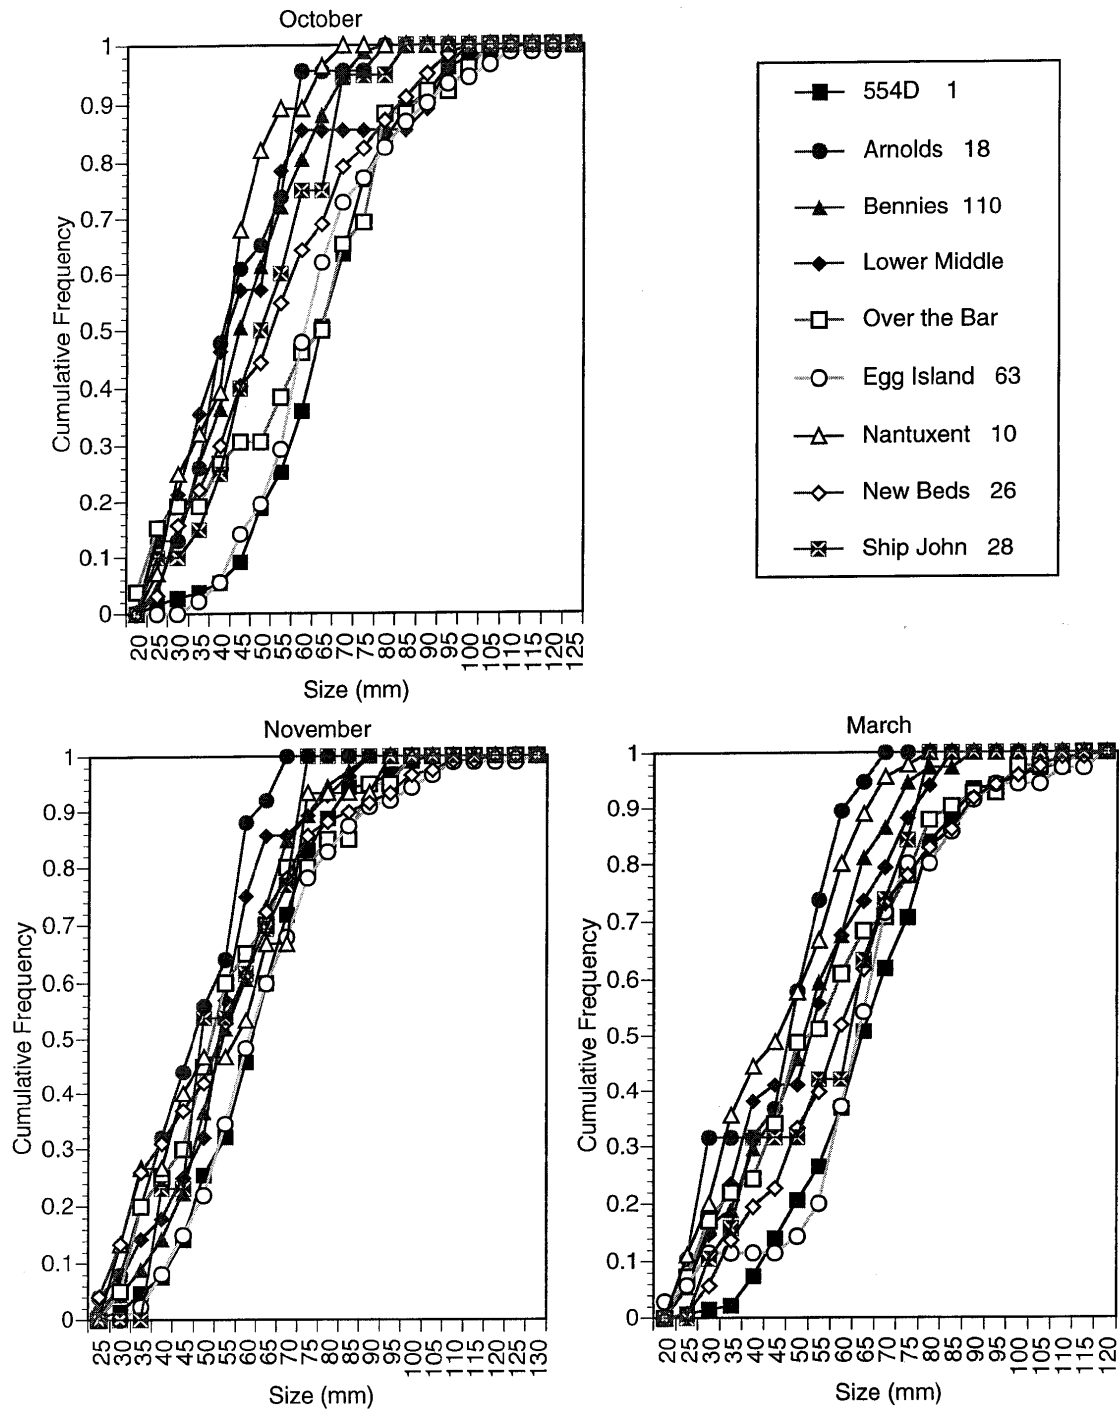 October
1
0.9
0.8
0.7
0.6
0.5
0.4
0.3
0.2
0.1
0
Cumulative Frequency
20 25 30 35 40 45 50 55 60 65 70 75 80 85 90 95 100 105 110 115 120 125
Size (mm)
554D 1
Arnolds 18
Bennies 110
Lower Middle
Over the Bar
Egg Island 63
Nantuxent 10
New Beds 26
Ship John 28
November
1
0.9
0.8
0.7
0.6
0.5
0.4
0.3
0.2
0.1
0
Cumulative Frequency
25 30 35 40 45 50 55 60 65 70 75 80 85 90 95 100 105 110 115 120 125 130
Size (mm)
March
1
0.9
0.8
0.7
0.6
0.5
0.4
0.3
0.2
0.1
0
Cumulative Frequency
20 25 30 35 40 45 50 55 60 65 70 75 80 85 90 95 100 105 110 115 120
Size (mm)